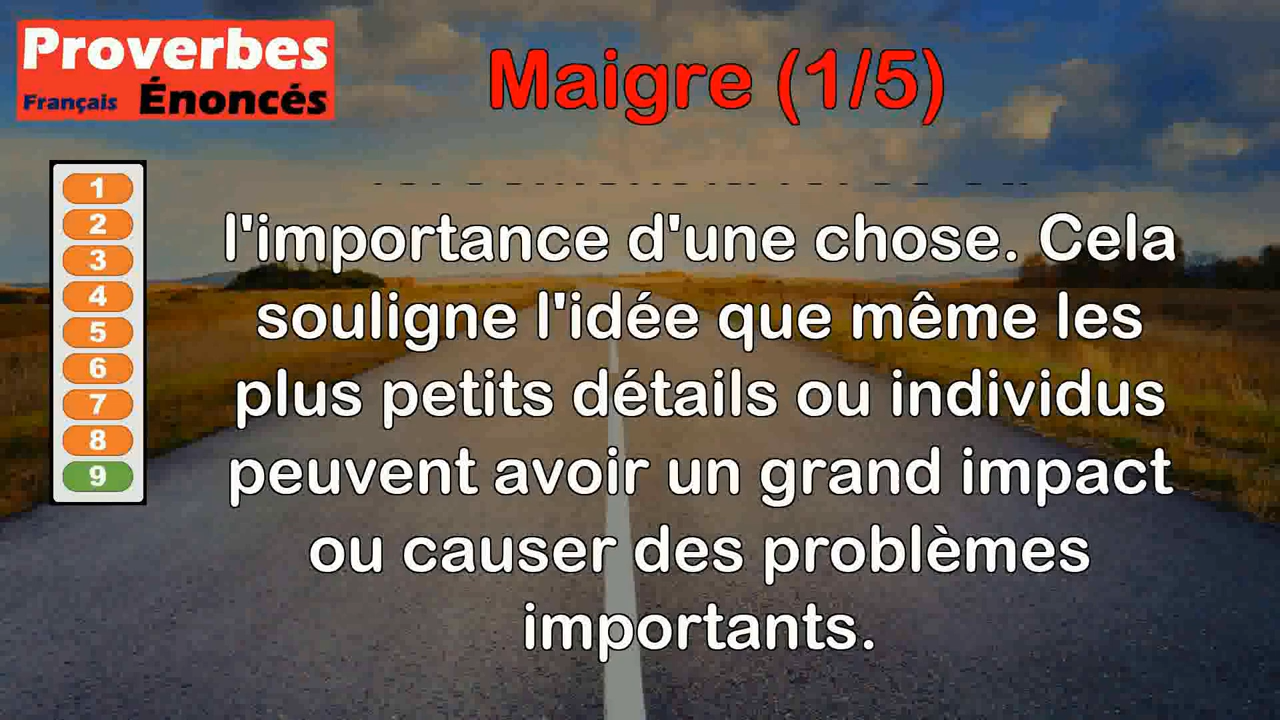 Proverbes
Français Énoncés
Maigre (1/5)
1
2
3
4
5
6
7
8
9
l'importance d'une chose. Cela
souligne l'idée que même les
plus petits détails ou individus
peuvent avoir un grand impact
ou causer des problèmes
importants.